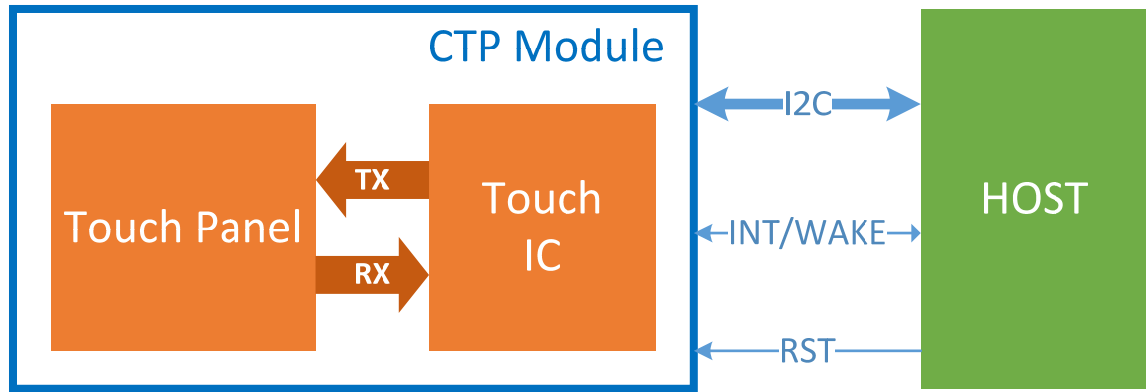 CTP Module
Touch Panel
TX
RX
Touch
IC
I2C
INT/WAKE
RST
HOST